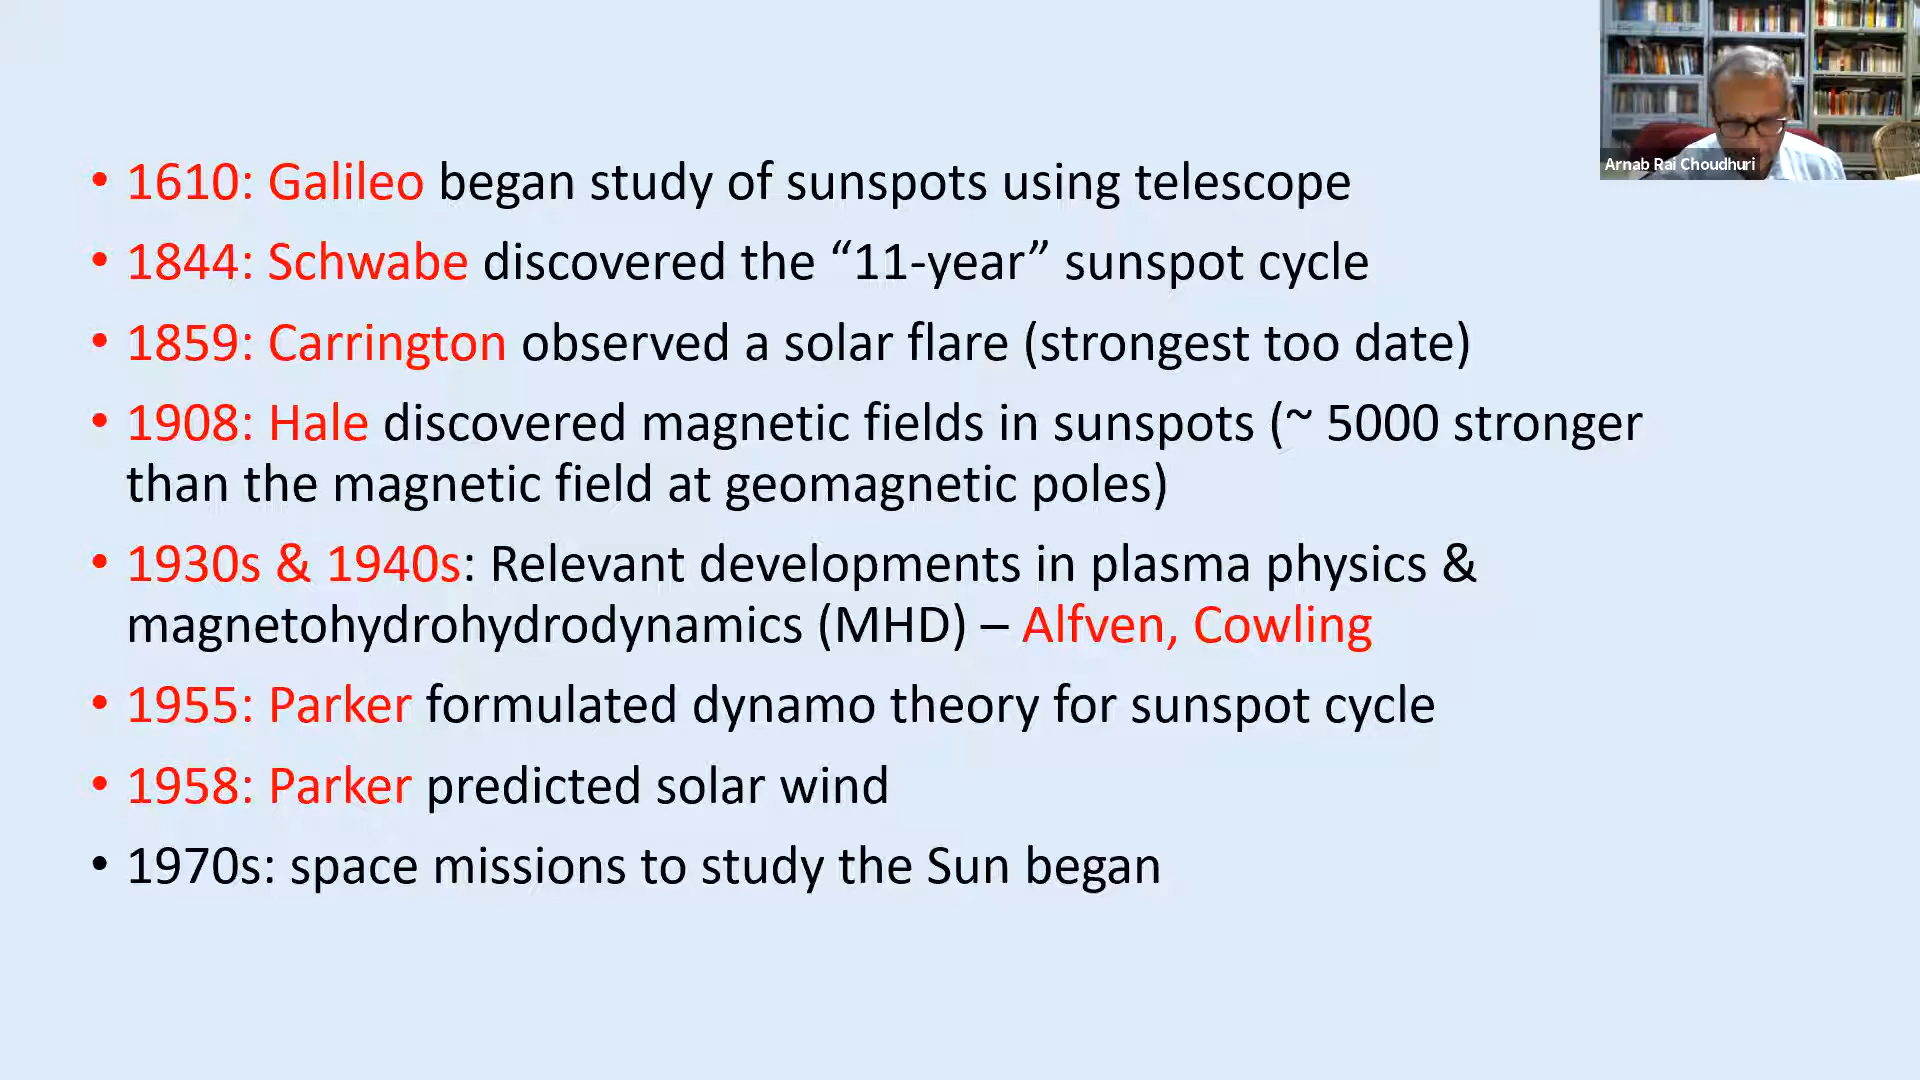 Arnab Rai Choudhuri
• 1610: Galileo began study of sunspots using telescope
• 1844: Schwabe discovered the “11-year” sunspot cycle
• 1859: Carrington observed a solar flare (strongest too date)
• 1908: Hale discovered magnetic fields in sunspots (~ 5000 stronger
than the magnetic field at geomagnetic poles)
• 1930s & 1940s: Relevant developments in plasma physics &
magnetohydrohydrodynamics (MHD) – Alfven, Cowling
• 1955: Parker formulated dynamo theory for sunspot cycle
• 1958: Parker predicted solar wind
• 1970s: space missions to study the Sun began